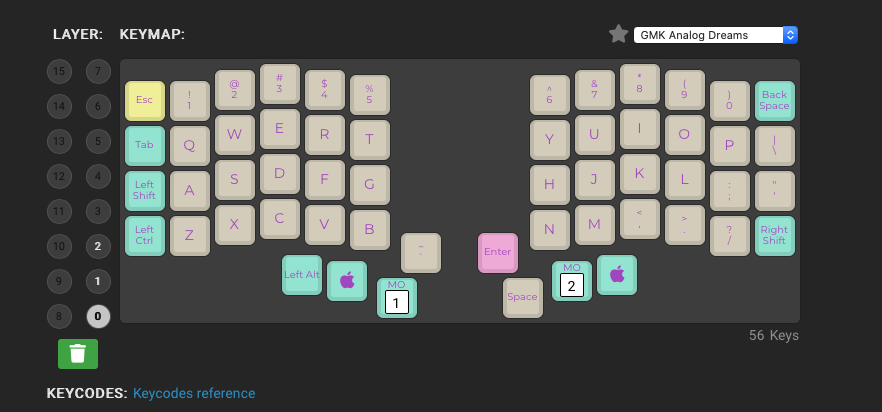 LAYER: KEYMAP: GMK Analog Dreams
15 7
14 6
13 5
12 4
11 3
10 2
9 1
8 0
Esc ! 1 @ 2 # 3 $ 4 % 5 ^ 6 & 7 * 8 ( 9 ) 0 Back Space
Tab Q W E R T Y U I O P | \
Left Shift A S D F G H J K L : ; " '
Left Ctrl Z X C V B N M < , > . ? / Right Shift
Left Alt MO 1 ~ ` Enter Space MO 2
56 Keys
KEYCODES: Keycodes reference